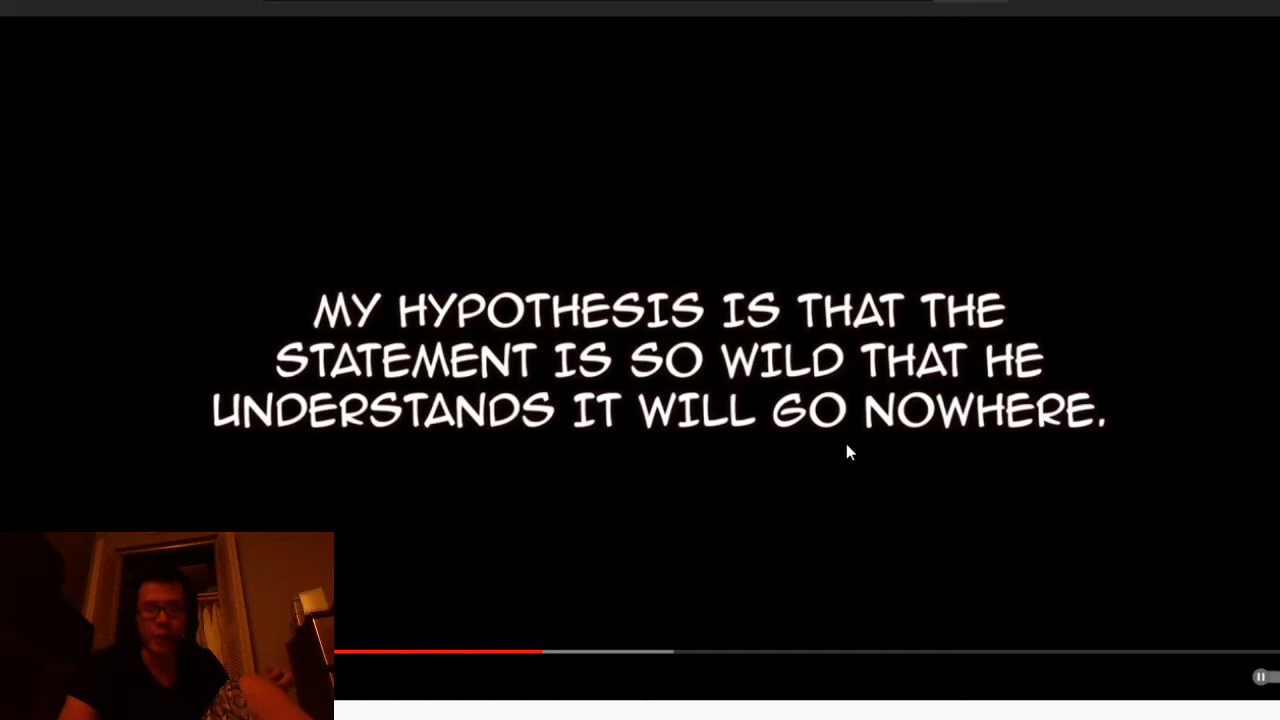 MY HYPOTHESIS IS THAT THE
STATEMENT IS SO WILD THAT HE
UNDERSTANDS IT WILL GO NOWHERE.